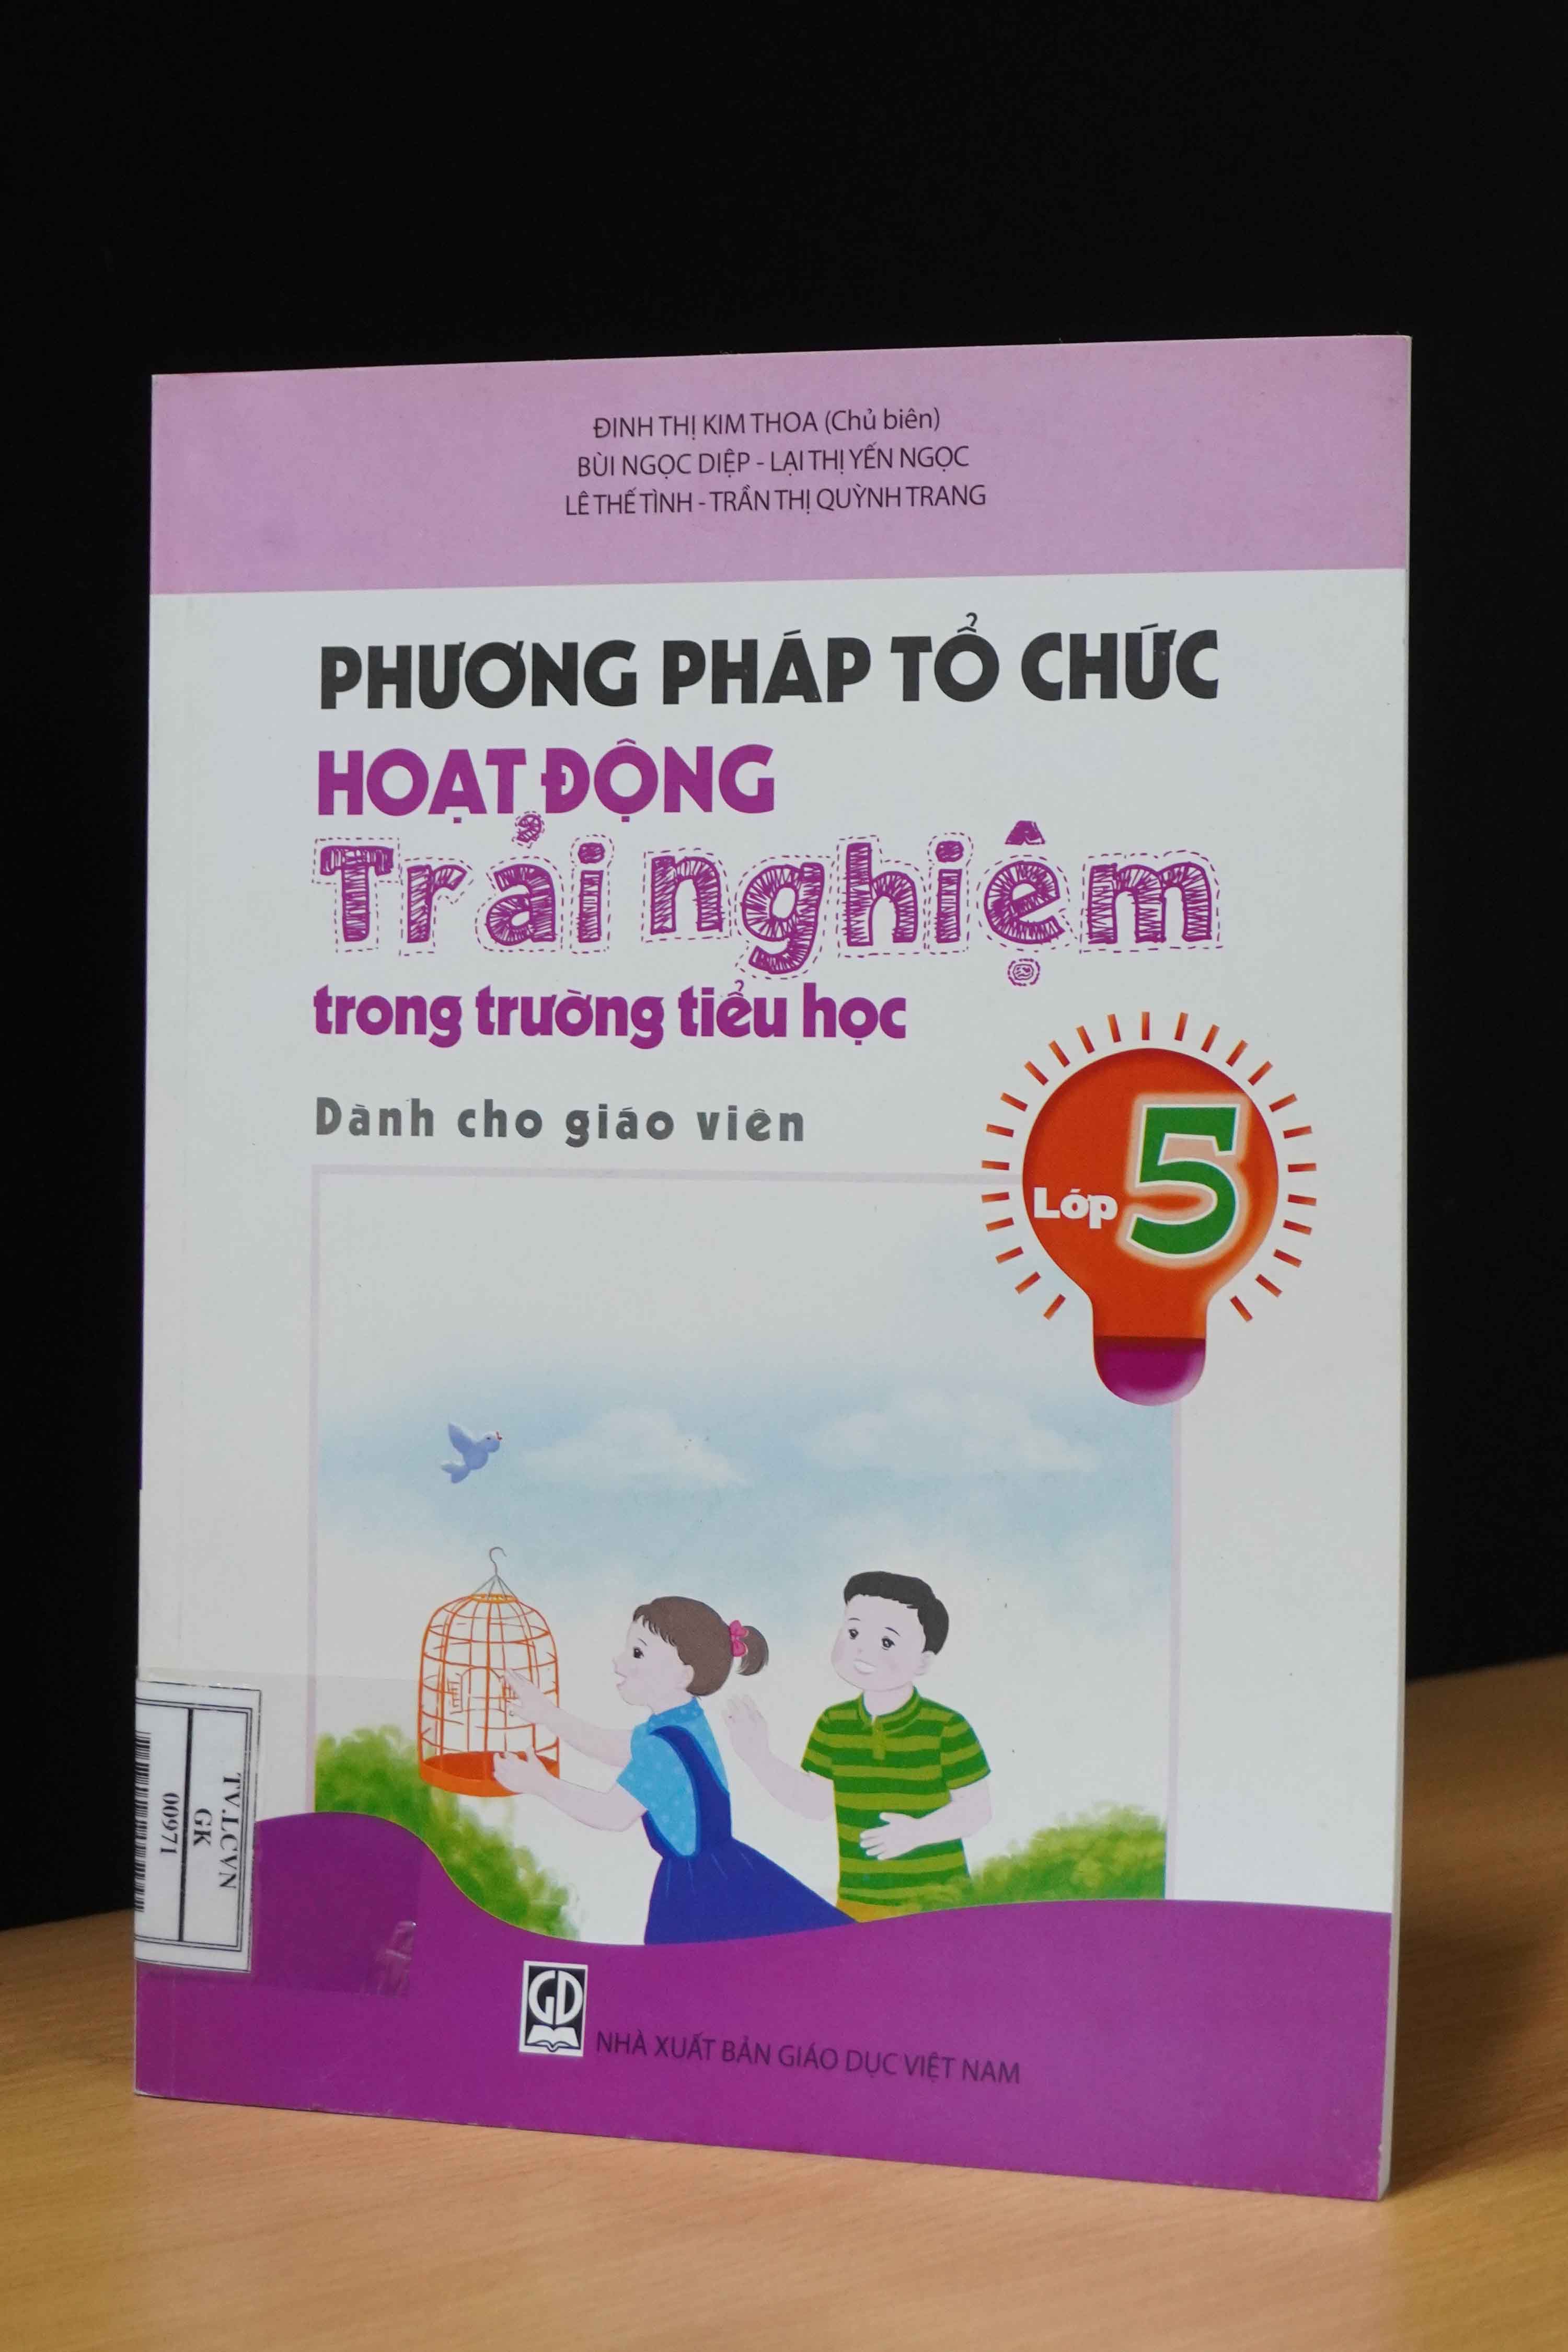 ĐINH THỊ KIM THOA (Chủ biên)
BÙI NGỌC DIỆP - LẠI THỊ YẾN NGỌC
LÊ THẾ TÌNH - TRẦN THỊ QUỲNH TRANG
PHƯƠNG PHÁP TỔ CHỨC
HOẠT ĐỘNG
Trải nghiệm
trong trường tiểu học
Dành cho giáo viên
Lớp 5
TV.LCVN
GK
00971
GD
NHÀ XUẤT BẢN GIÁO DỤC VIỆT NAM